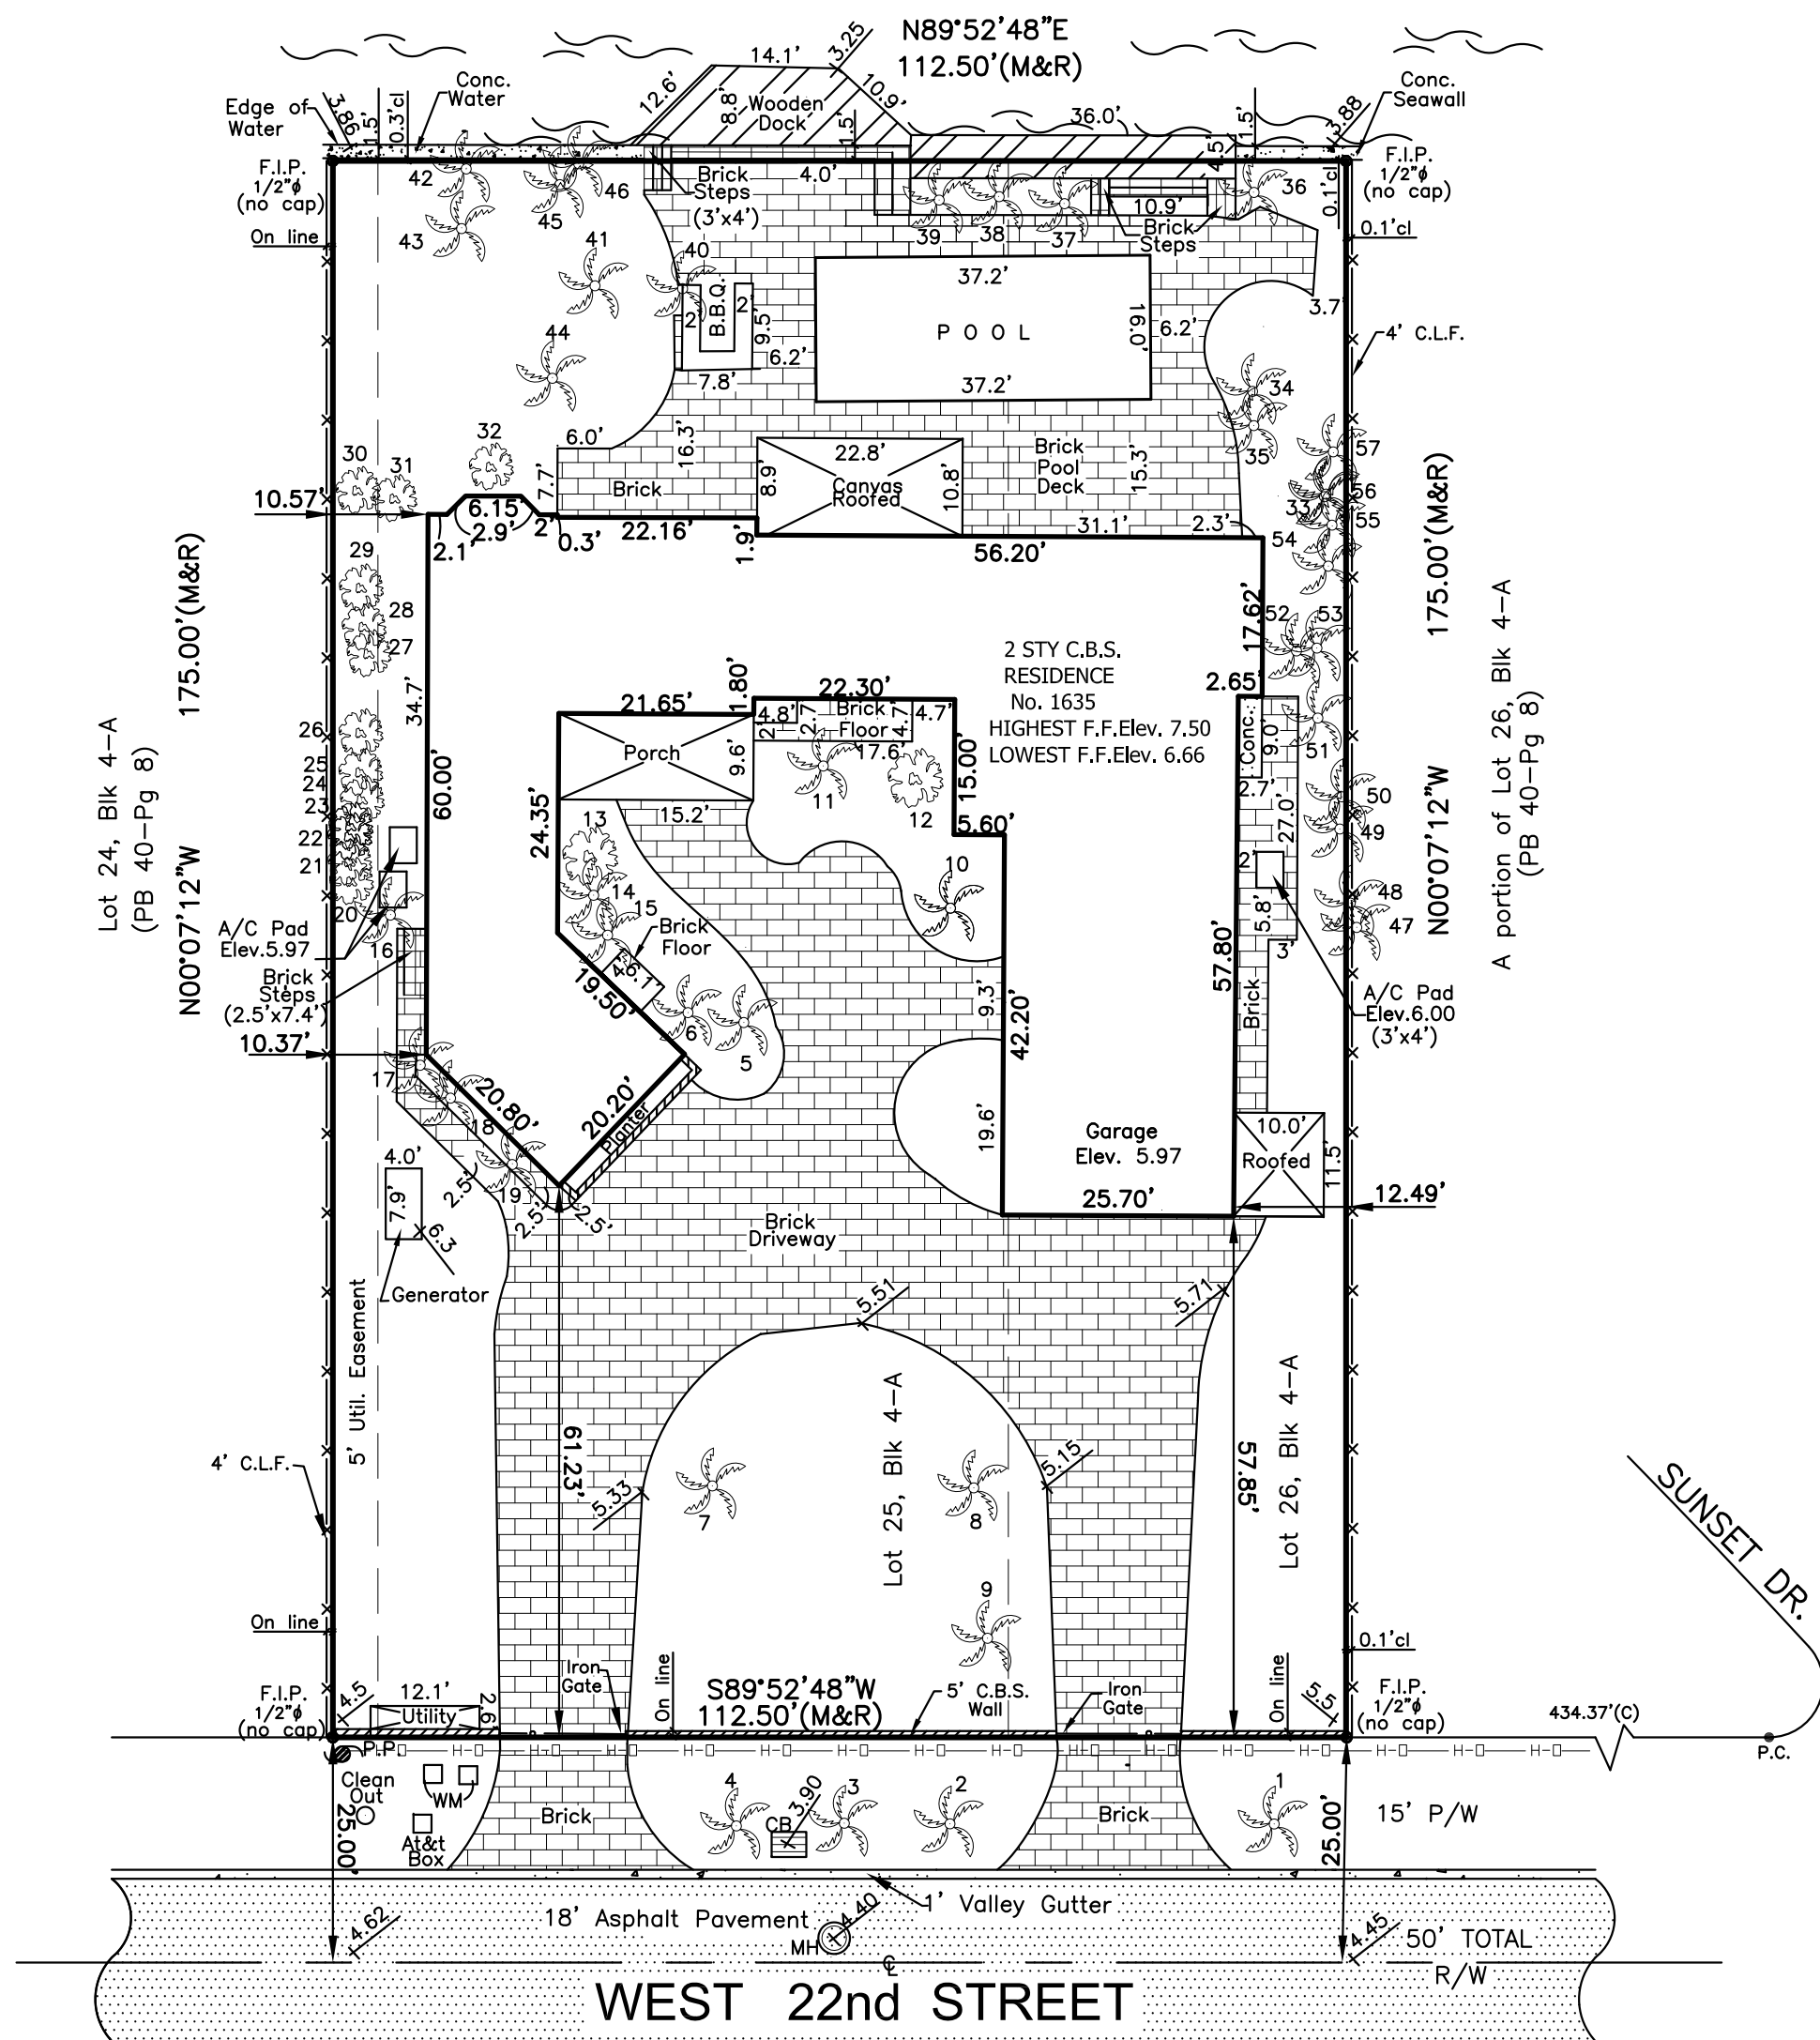 N89°52'48"E
112.50'(M&R)
14.1'
3.25
12.6'
8.8'
10.9'
Wooden
Dock
Conc.
Water
Edge of
Water
3.86
1.5'
0.3'cl
1.5'
36.0'
4.5'
1.5'
3.88
Conc.
Seawall
F.I.P.
1/2"ø
(no cap)
F.I.P.
1/2"ø
(no cap)
0.1'cl
0.1'cl
On line
42
43
45
46
41
40
44
Brick
Steps
(3'x4')
4.0'
39
38
37
36
10.9'
Brick
Steps
37.2'
POOL
16.0'
37.2'
6.2'
6.2'
3.7'
4' C.L.F.
B.B.Q.
2'
2'
9.5'
7.8'
34
35
57
56
33
55
54
30
31
32
6.0'
7.7'
16.3'
Brick
8.9'
22.8'
Canvas
Roofed
10.8'
Brick
Pool
Deck
15.3'
31.1'
2.3'
10.57'
6.15'
2.9'
2.1'
2'
0.3'
22.16'
1.9'
56.20'
175.00'(M&R)
N00°07'12"W
Lot 24, Blk 4-A
(PB 40-Pg 8)
175.00'(M&R)
N00°07'12"W
A portion of Lot 26, Blk 4-A
(PB 40-Pg 8)
29
28
27
26
25
24
23
22
21
20
34.7'
60.00'
17.62'
52
53
51
2 STY C.B.S.
RESIDENCE
No. 1635
HIGHEST F.F.Elev. 7.50
LOWEST F.F.Elev. 6.66
2.65'
21.65'
1.80'
22.30'
Porch
9.6'
4.8'
2'
2.7'
Brick
Floor
4.7'
4.7'
17.6'
11
12
15.00'
5.60'
Conc.
9.0'
2.7'
27.0'
2'
5.8'
3'
50
49
48
47
15.2'
24.35'
13
14
15
Brick
Floor
6.1'
19.50'
6
5
10
9.3'
42.20'
57.80'
Brick
A/C Pad
Elev.6.00
(3'x4')
A/C Pad
Elev.5.97
Brick
Steps
(2.5'x7.4')
16
10.37'
17
18
19
20.80'
20.20'
Planter
19.6'
Garage
Elev. 5.97
25.70'
10.0'
Roofed
11.5'
12.49'
4.0'
7.9'
6.3
Generator
2.5'
2.5'
2.5'
Brick
Driveway
5.51
5.71
5' Util. Easement
61.23'
5.33
7
8
5.15
9
Lot 25, Blk 4-A
57.85'
Lot 26, Blk 4-A
4' C.L.F.
On line
0.1'cl
SUNSET DR.
F.I.P.
1/2"ø
(no cap)
4.5
12.1'
Utility
2.6'
Iron
Gate
On line
S89°52'48"W
112.50'(M&R)
5' C.B.S.
Wall
Iron
Gate
On line
5.5
F.I.P.
1/2"ø
(no cap)
434.37'(C)
P.C.
P.P.
Clean
Out
WM
At&t
Box
25.00'
Brick
4
CB
3.90
3
2
Brick
1
25.00'
15' P/W
1' Valley Gutter
18' Asphalt Pavement
MH
4.40
4.62
4.45
50' TOTAL
R/W
WEST 22nd STREET